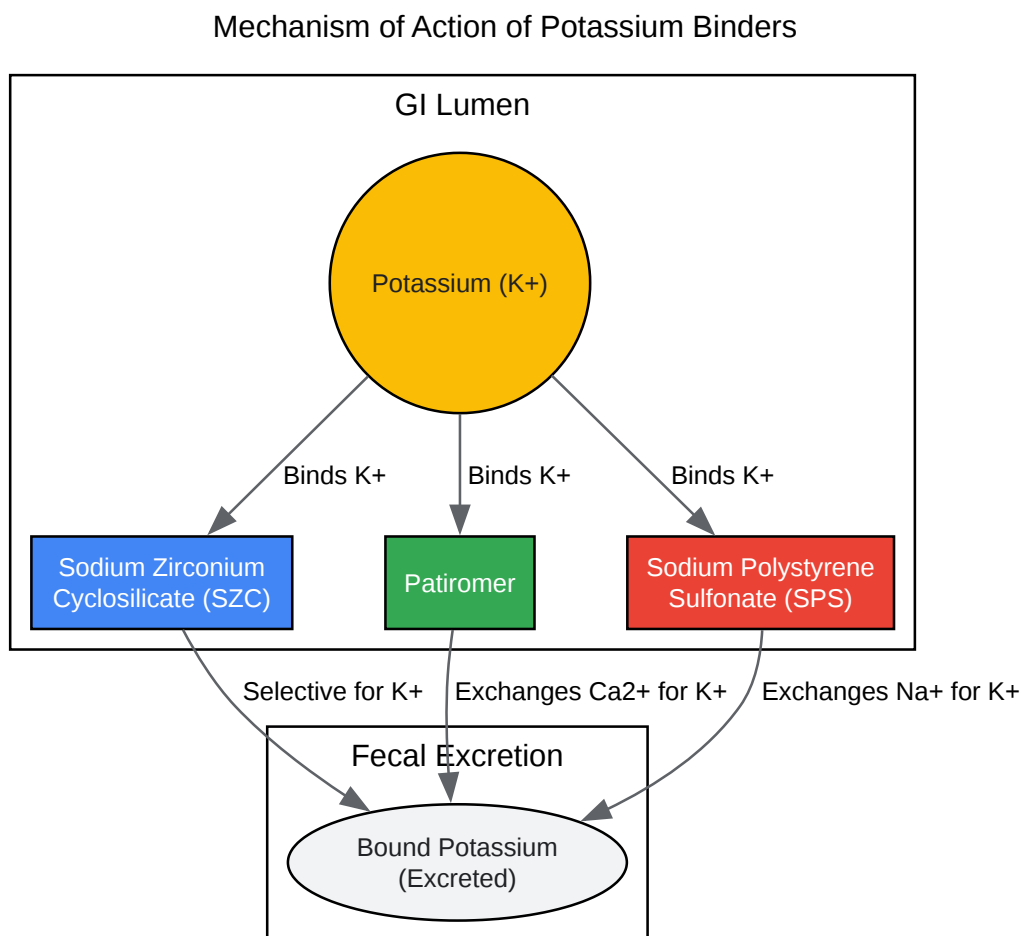 Mechanism of Action of Potassium Binders
GI Lumen
Potassium (K+)
Binds K+
Binds K+
Binds K+
Sodium Zirconium
Cyclosilicate (SZC)
Patiromer
Sodium Polystyrene
Sulfonate (SPS)
Selective for K+
Exchanges Ca2+ for K+
Exchanges Na+ for K+
Fecal Excretion
Bound Potassium
(Excreted)